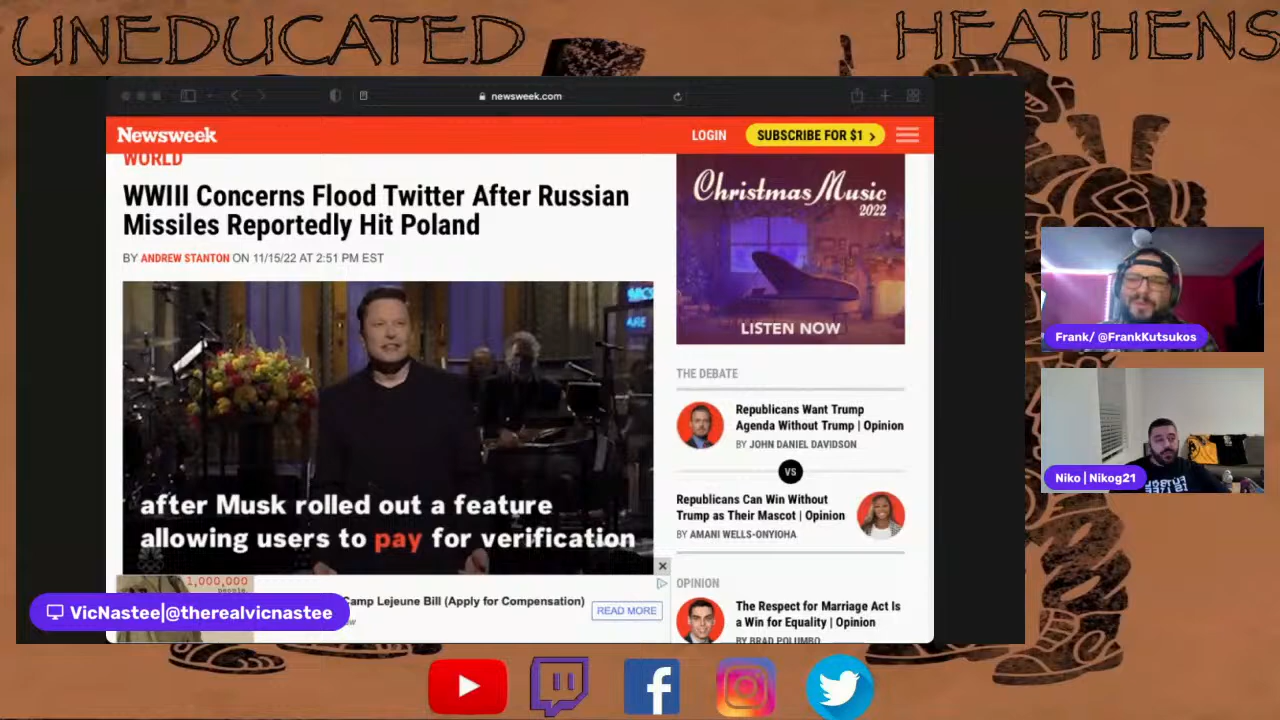 UNEDUCATED HEATHENS
newsweek.com
Newsweek
LOGIN
SUBSCRIBE FOR $1
WORLD
WWIII Concerns Flood Twitter After Russian
Missiles Reportedly Hit Poland
BY ANDREW STANTON ON 11/15/22 AT 2:51 PM EST
after Musk rolled out a feature
allowing users to pay for verification
Christmas Music
2022
LISTEN NOW
THE DEBATE
Republicans Want Trump
Agenda Without Trump | Opinion
BY JOHN DANIEL DAVIDSON
VS
Republicans Can Win Without
Trump as Their Mascot | Opinion
BY AMANI WELLS-ONYIOHA
OPINION
The Respect for Marriage Act Is
a Win for Equality | Opinion
BY BRAD POLUMBO
1,000,000
people.
Camp Lejeune Bill (Apply for Compensation)
READ MORE
VicNastee|@therealvicnastee
Frank/ @FrankKutsukos
Niko | Nikog21